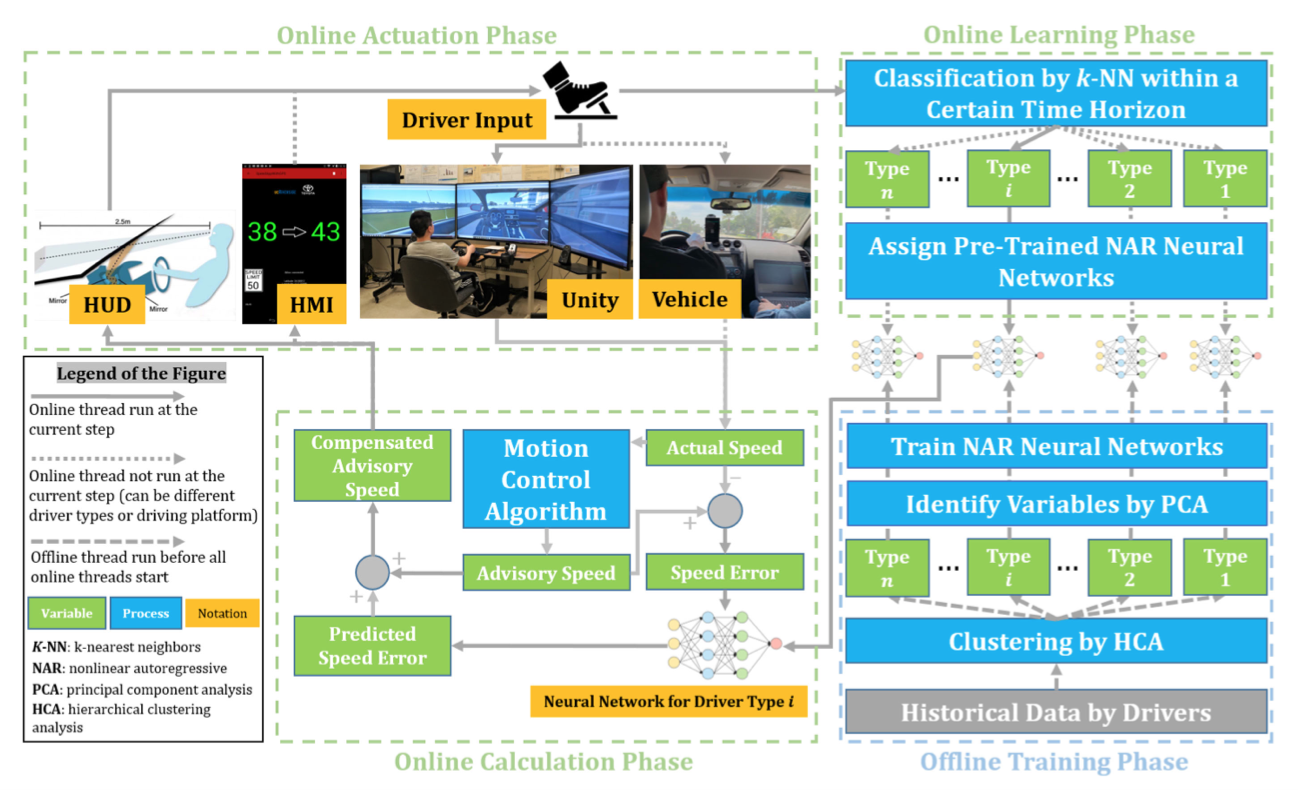 Online Actuation Phase
Driver Input
2.5m
Mirror
Mirror
HUD
TOYOTA
38 ⇨ 43
SPEED
LIMIT
50
HMI
Unity
Vehicle
Online Learning Phase
Classification by k-NN within a
Certain Time Horizon
Type
n
...
Type
i
...
Type
2
Type
1
Assign Pre-Trained NAR Neural
Networks
Legend of the Figure
Online thread run at the
current step
Online thread not run at the
current step (can be different
driver types or driving platform)
Offline thread run before all
online threads start
Variable
Process
Notation
K-NN: k-nearest neighbors
NAR: nonlinear autoregressive
PCA: principal component analysis
HCA: hierarchical clustering
analysis
Compensated
Advisory
Speed
Motion
Control
Algorithm
Actual Speed
−
+
Advisory Speed
Speed Error
+
+
Predicted
Speed Error
Neural Network for Driver Type i
Online Calculation Phase
Train NAR Neural Networks
Identify Variables by PCA
Type
n
...
Type
i
...
Type
2
Type
1
Clustering by HCA
Historical Data by Drivers
Offline Training Phase